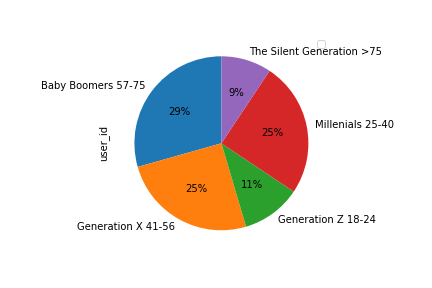 The Silent Generation >75
9%
Baby Boomers 57-75
29%
Millenials 25-40
25%
user_id
25%
11%
Generation X 41-56
Generation Z 18-24